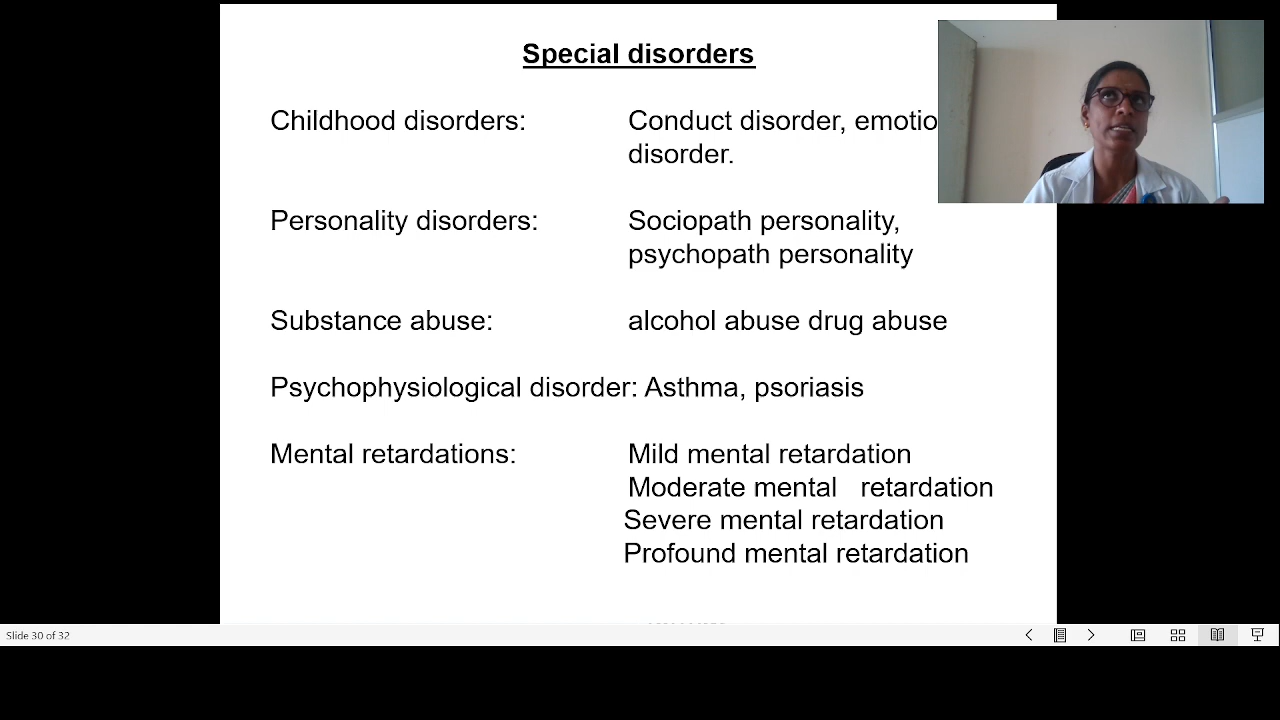 Special disorders
Childhood disorders: Conduct disorder,
disorder.
Personality disorders: Sociopath personality,
psychopath personality
Substance abuse: alcohol abuse drug abuse
Psychophysiological disorder: Asthma, psoriasis
Mental retardations: Mild mental retardation
Moderate mental retardation
Severe mental retardation
Profound mental retardation
Slide 30 of 32